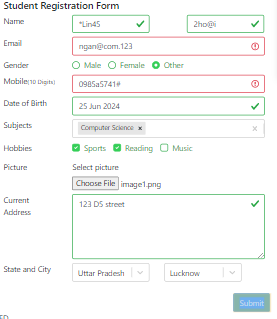 Student Registration Form
Name *Lin45 2ho@i
Email ngan@com.123
Gender Male Female Other
Mobile(10 Digits) 0985a5741#
Date of Birth 25 Jun 2024
Subjects Computer Science ×
Hobbies Sports Reading Music
Picture Select picture
Choose File image1.png
Current Address 123 DS street
State and City Uttar Pradesh Lucknow
Submit